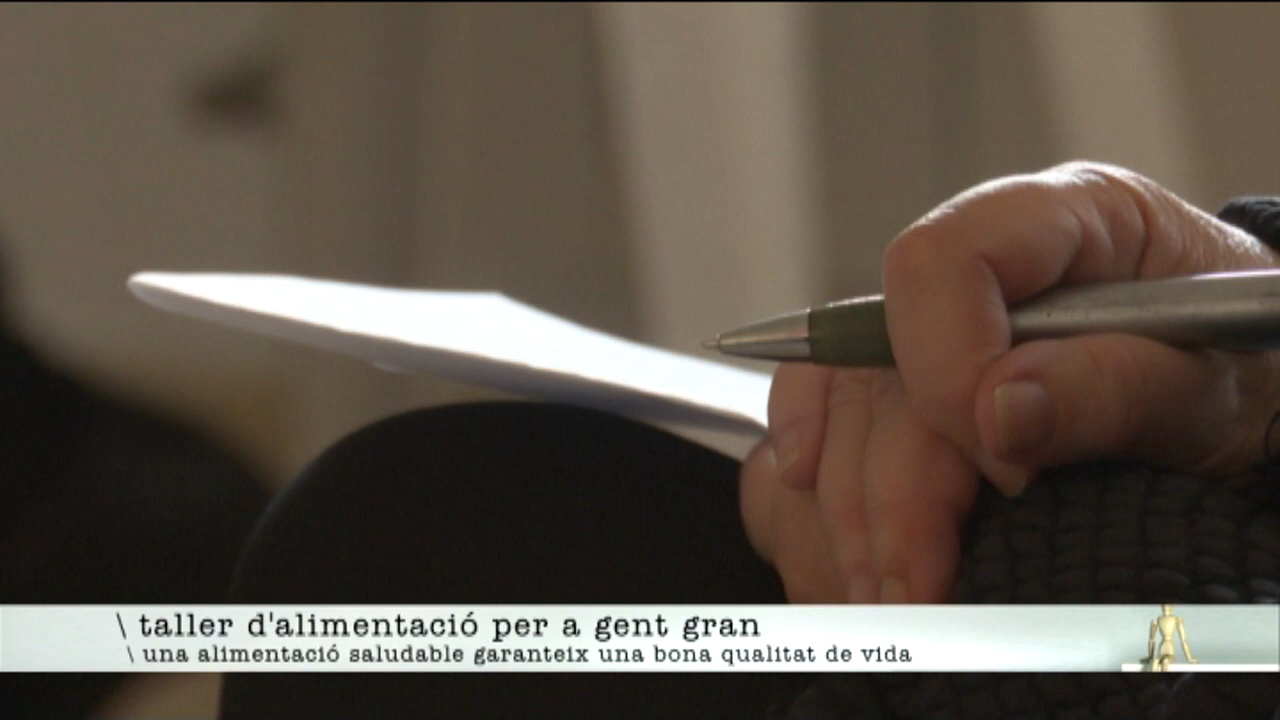 \ taller d'alimentació per a gent gran
\ una alimentació saludable garanteix una bona qualitat de vida